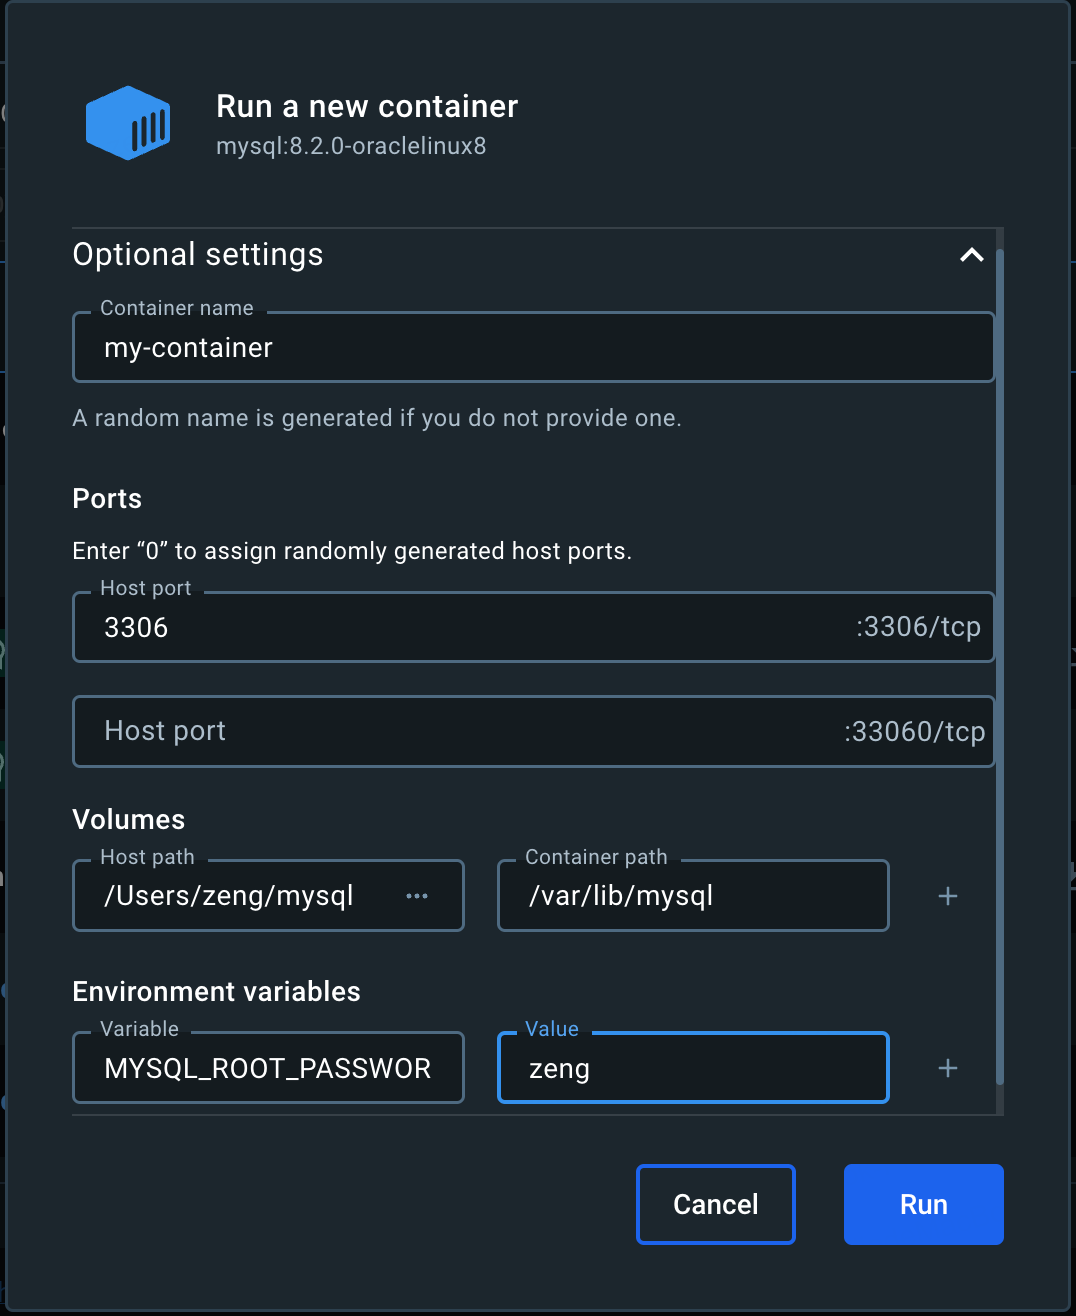 Run a new container
mysql:8.2.0-oraclelinux8
Optional settings
Container name
my-container
A random name is generated if you do not provide one.
Ports
Enter “0” to assign randomly generated host ports.
Host port
3306 :3306/tcp
Host port :33060/tcp
Volumes
Host path Container path
/Users/zeng/mysql ··· /var/lib/mysql +
Environment variables
Variable Value
MYSQL_ROOT_PASSWOR zeng +
Cancel Run